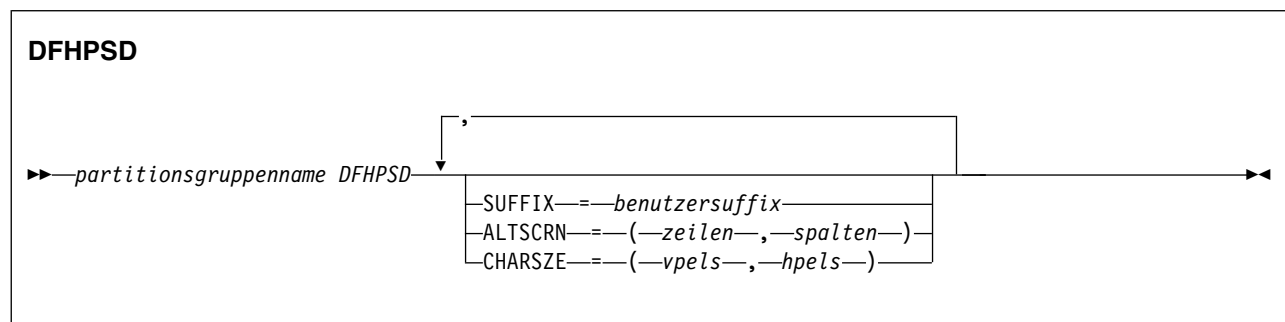 DFHPSD
,
partitionsgruppenname DFHPSD
SUFFIX = benutzersuffix
ALTSCRN = ( zeilen , spalten )
CHARSZE = ( vpels , hpels )